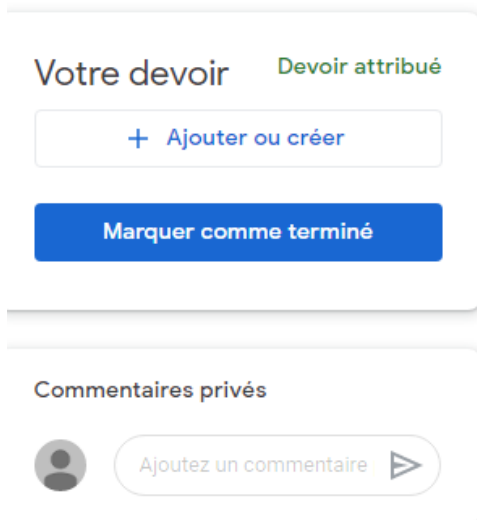 Votre devoir Devoir attribué
+ Ajouter ou créer
Marquer comme terminé
Commentaires privés
Ajoutez un commentaire